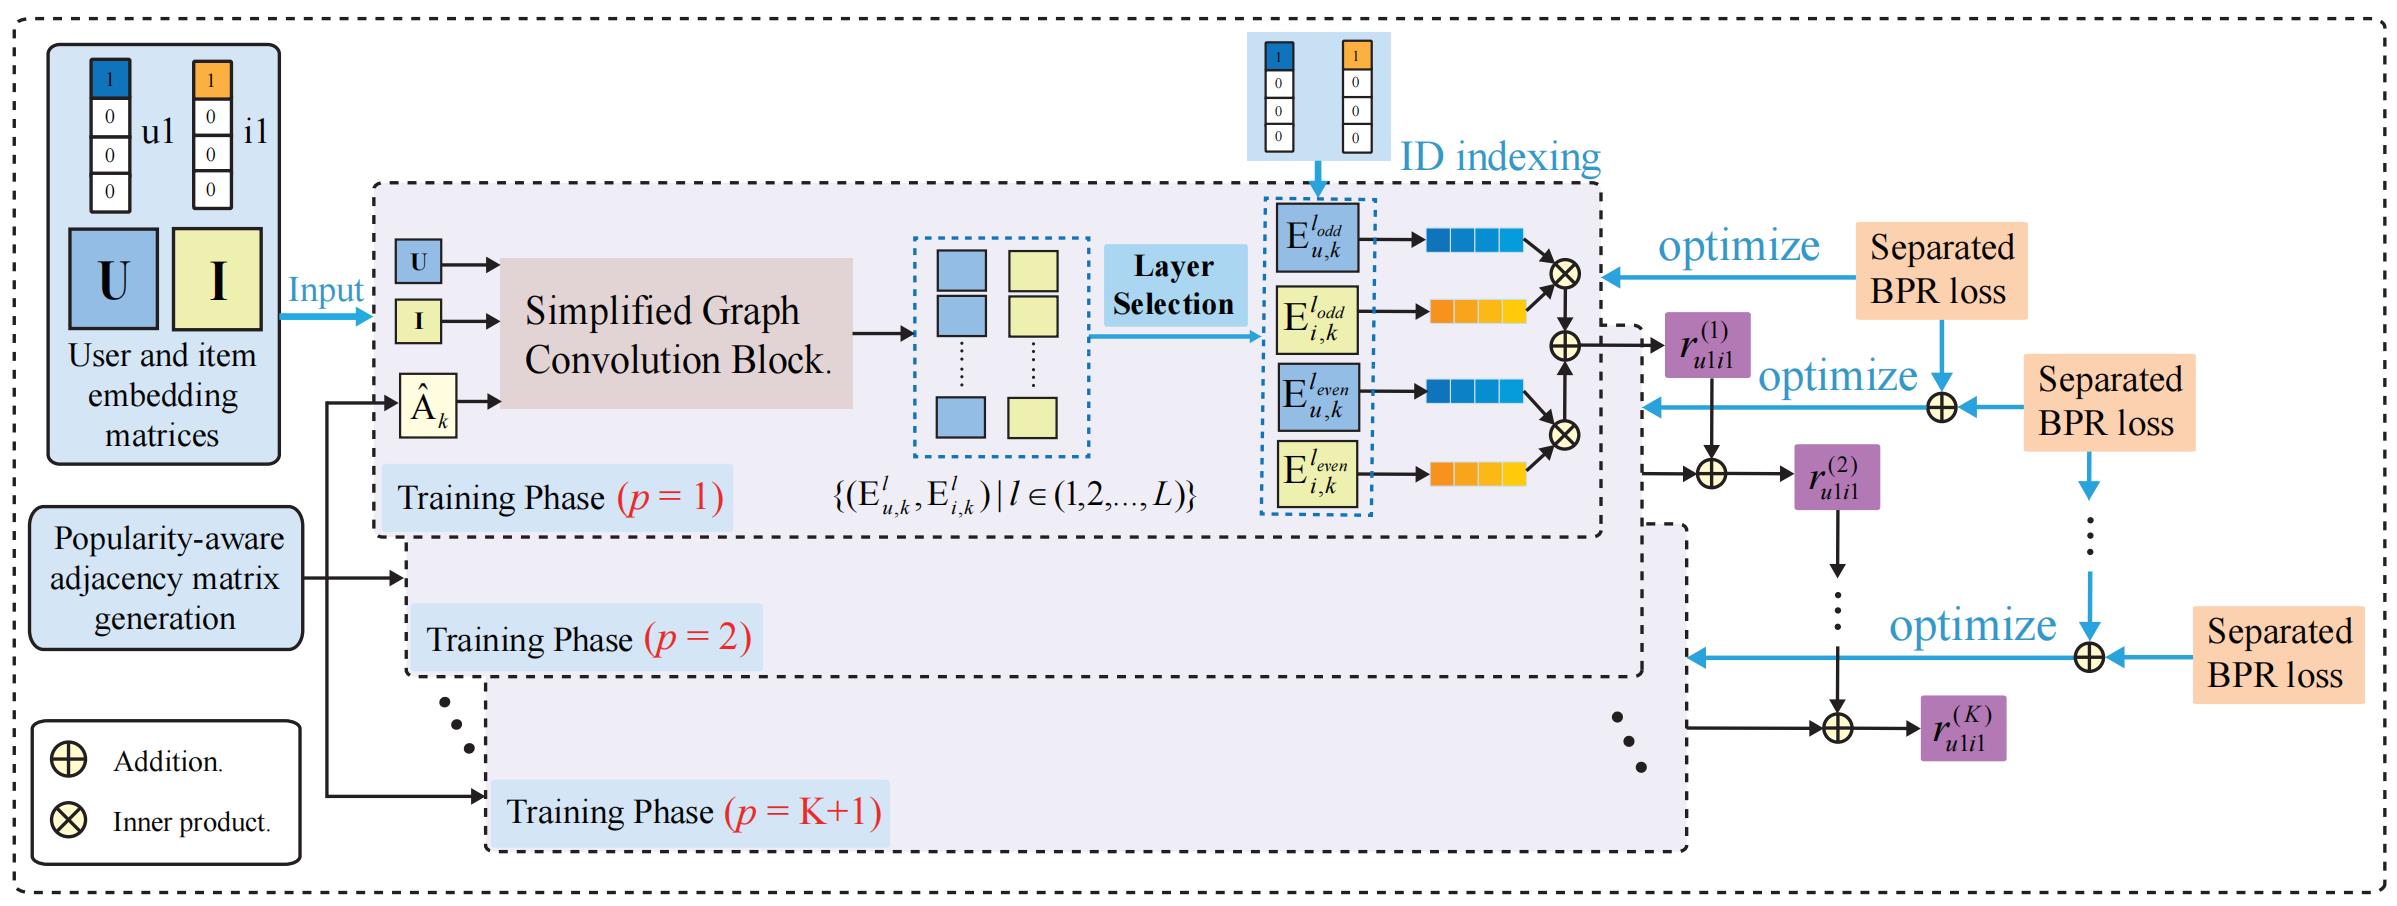 1
0
0
0
u1
1
0
0
0
i1
U
I
User and item
embedding
matrices
Input
Popularity-aware
adjacency matrix
generation
Addition.
Inner product.
U
I
Â_k
Simplified Graph
Convolution Block.
{(E^l_{u,k}, E^l_{i,k}) | l ∈ (1,2,..., L)}
Layer
Selection
1
0
0
0
1
0
0
0
ID indexing
E^{l_{odd}}_{u,k}
E^{l_{odd}}_{i,k}
E^{l_{even}}_{u,k}
E^{l_{even}}_{i,k}
Training Phase (p = 1)
Training Phase (p = 2)
Training Phase (p = K+1)
r^{(1)}_{u1i1}
r^{(2)}_{u1i1}
r^{(K)}_{u1i1}
optimize
Separated
BPR loss
optimize
Separated
BPR loss
optimize
Separated
BPR loss